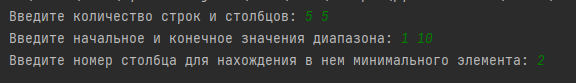 Введите количество строк и столбцов: 5 5
Введите начальное и конечное значения диапазона: 1 10
Введите номер столбца для нахождения в нем минимального элемента: 2